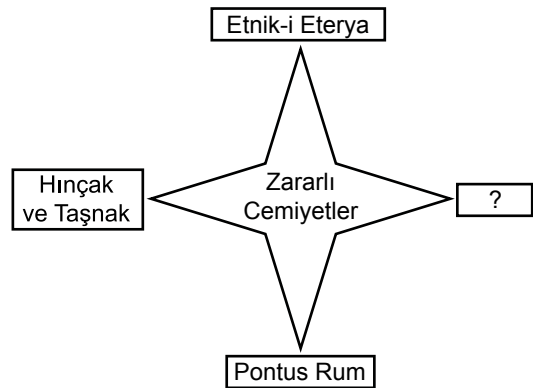 Etnik-i Eterya
Hınçak
ve Taşnak
Zararlı
Cemiyetler
?
Pontus Rum